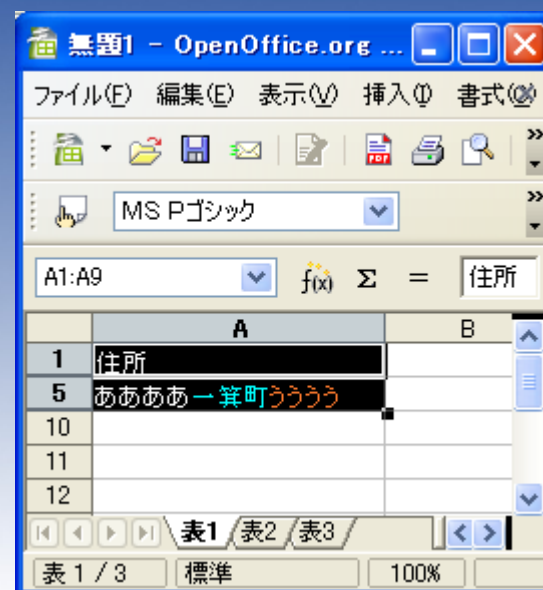 無題1 - OpenOffice.org ...
ファイル(F) 編集(E) 表示(V) 挿入(I) 書式(O)
MS Pゴシック
A1:A9 f(x) Σ = 住所
A B
1 住所
5 ああああ一箕町うううう
10
11
12
表1 表2 表3
表 1 / 3 標準 100%